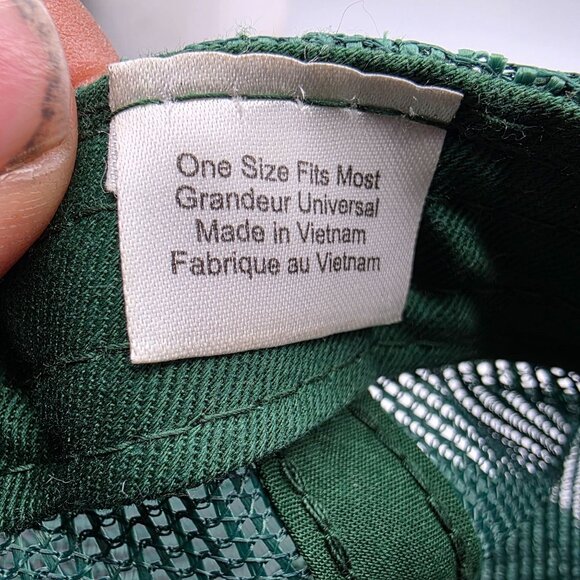 One Size Fits Most
Grandeur Universal
Made in Vietnam
Fabrique au Vietnam